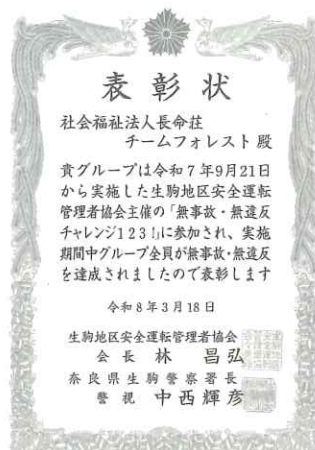 表彰状
社会福祉法人長命荘
チームフォレスト 殿
貴グループは令和7年9月21日
から実施した生駒地区安全運転
管理者協会主催の「無事故・無違反
チャレンジ123」に参加され、実施
期間中グループ全員が無事故・無違反
を達成されましたので表彰します
令和8年3月18日
生駒地区安全運転管理者協会
会長 林 昌弘
奈良県生駒警察署長
警視 中西輝彦